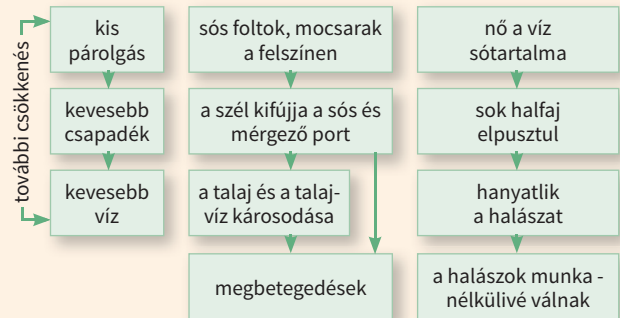 további csökkenés
kis
párolgás
kevesebb
csapadék
kevesebb
víz
sós foltok, mocsarak
a felszínen
a szél kifújja a sós és
mérgező port
a talaj és a talaj-
víz károsodása
megbetegedések
nő a víz
sótartalma
sok halfaj
elpusztul
hanyatlik
a halászat
a halászok munka -
nélkülivé válnak